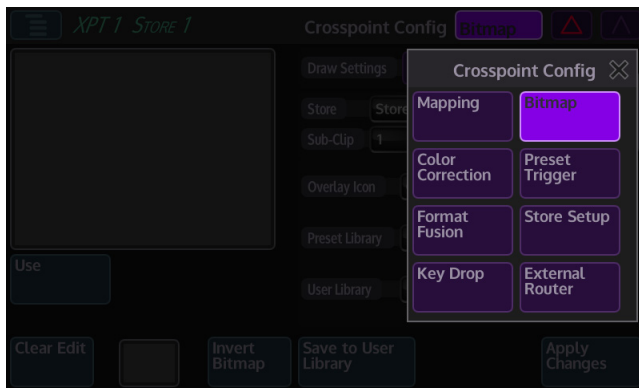 XPT 1 STORE 1
Crosspoint Config
Bitmap
Draw Settings
Crosspoint Config
Store
Store
Sub-Clip
1
Mapping
Bitmap
Color
Correction
Preset
Trigger
Overlay Icon
Format
Fusion
Store Setup
Preset Library
Key Drop
External
Router
Use
User Library
Clear Edit
Invert
Bitmap
Save to User
Library
Apply
Changes